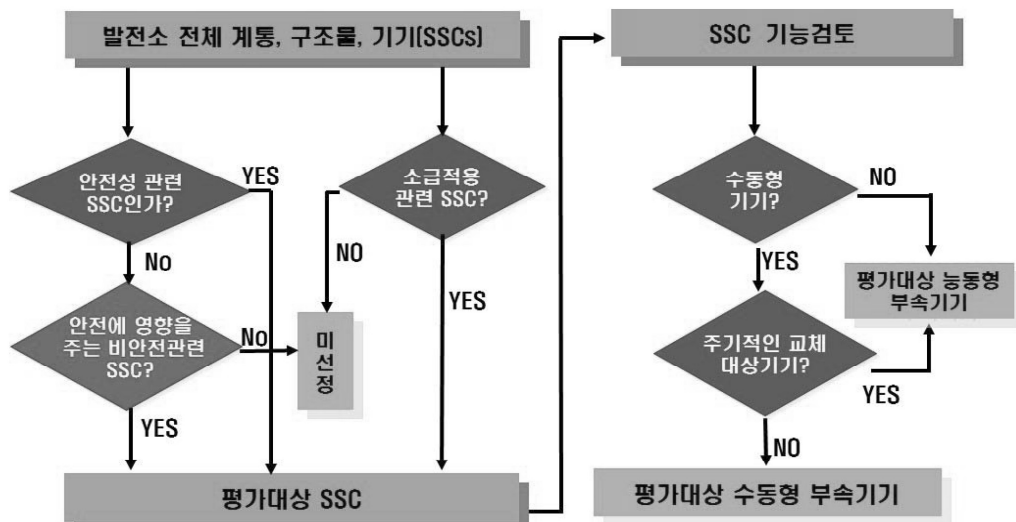 발전소 전체 계통, 구조물, 기기(SSCs)
안전성 관련
SSC인가?
YES
No
소급적용
관련 SSC?
NO
YES
안전에 영향을
주는 비안전관련
SSC?
No
YES
미
선
정
평가대상 SSC
SSC 기능검토
수동형
기기?
NO
YES
평가대상 능동형
부속기기
주기적인 교체
대상기기?
YES
NO
평가대상 수동형 부속기기